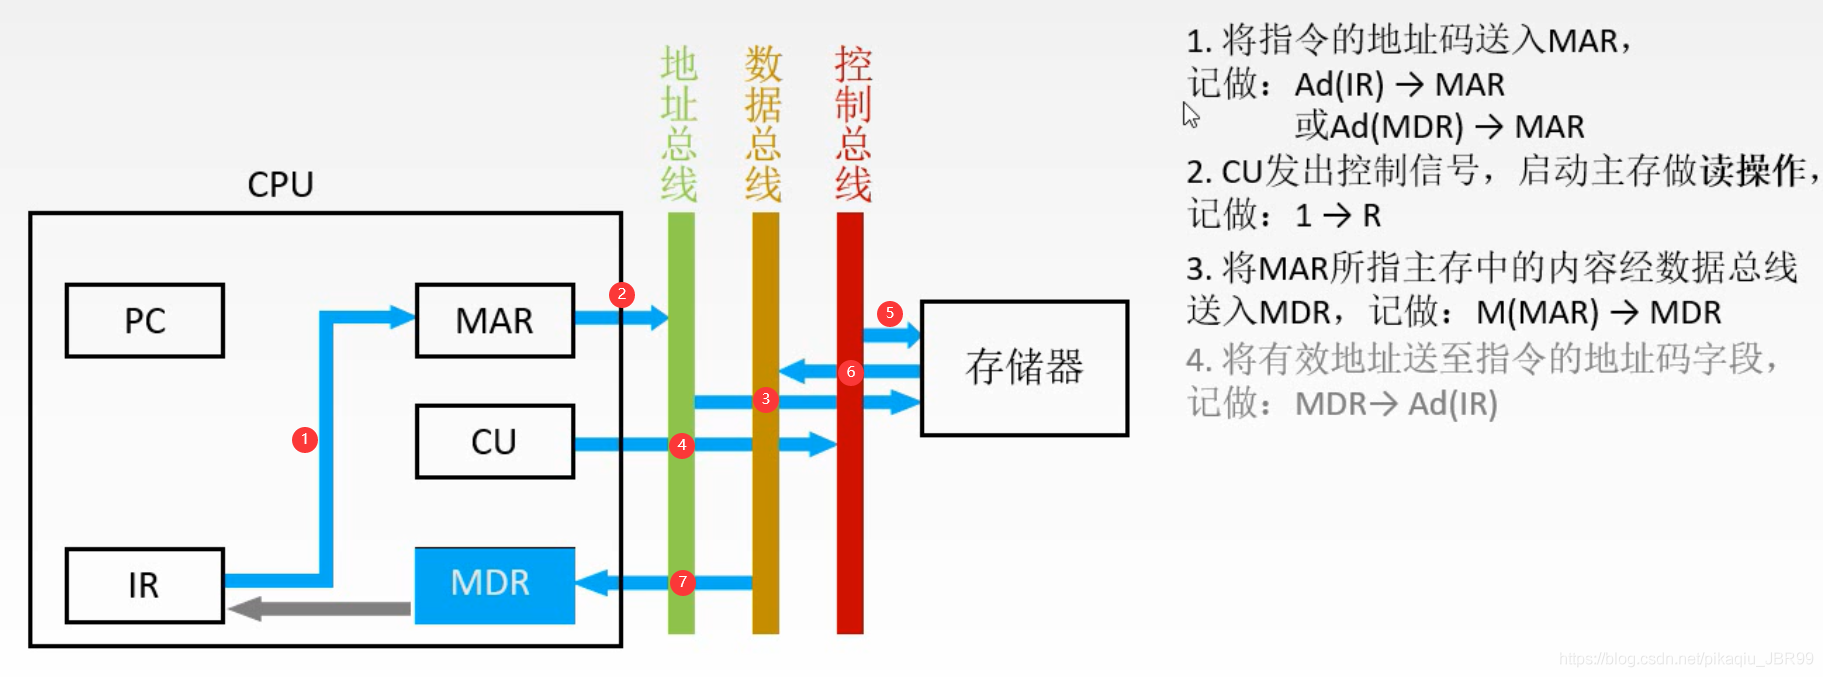 地址总线
数据总线
控制总线
CPU
PC
MAR
CU
IR
MDR
存储器
1
2
3
4
5
6
7
1. 将指令的地址码送入MAR，
记做：Ad(IR) → MAR
或Ad(MDR) → MAR
2. CU发出控制信号，启动主存做读操作，
记做：1 → R
3. 将MAR所指主存中的内容经数据总线
送入MDR，记做：M(MAR) → MDR
4. 将有效地址送至指令的地址码字段，
记做：MDR→ Ad(IR)
https://blog.csdn.net/pikaqiu_JBR99